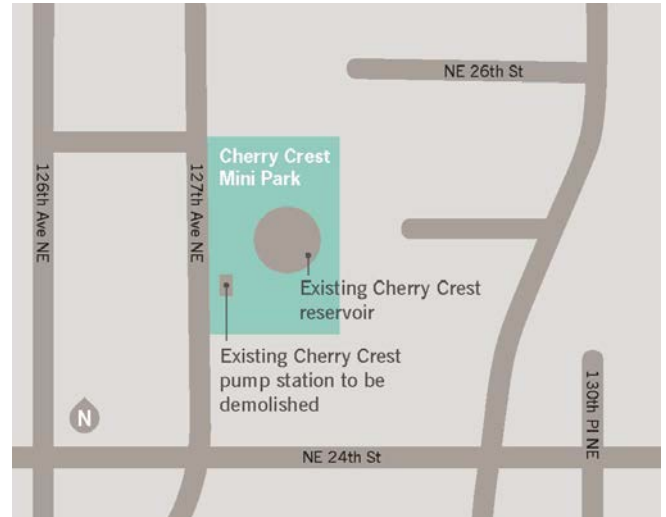 NE 26th St
Cherry Crest
Mini Park
126th Ave NE
127th Ave NE
Existing Cherry Crest
reservoir
Existing Cherry Crest
pump station to be
demolished
130th Pl NE
N
NE 24th St